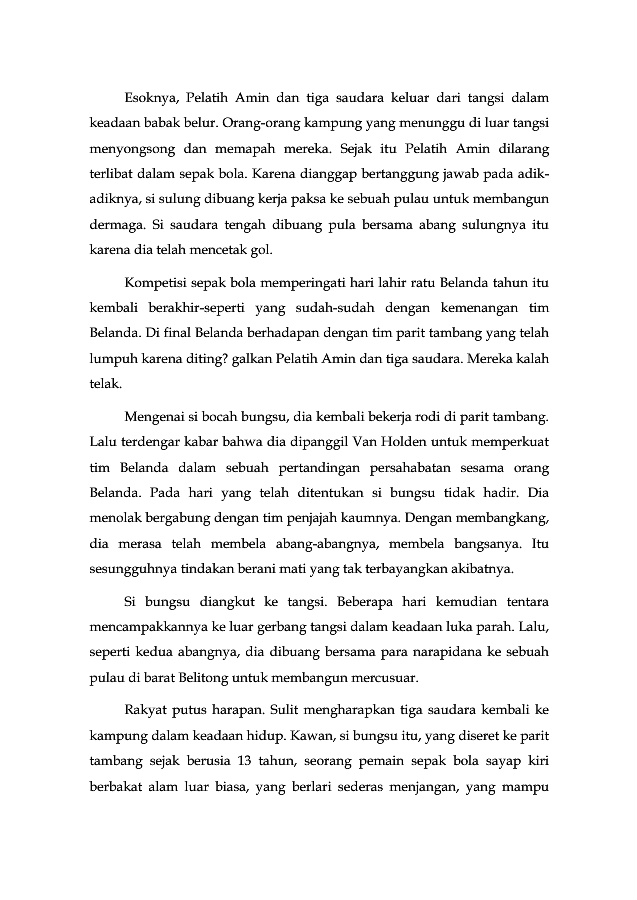 Esoknya, Pelatih Amin dan tiga saudara keluar dari tangsi dalam
keadaan babak belur. Orang-orang kampung yang menunggu di luar tangsi
menyongsong dan memapah mereka. Sejak itu Pelatih Amin dilarang
terlibat dalam sepak bola. Karena dianggap bertanggung jawab pada adik-
adiknya, si sulung dibuang kerja paksa ke sebuah pulau untuk membangun
dermaga. Si saudara tengah dibuang pula bersama abang sulungnya itu
karena dia telah mencetak gol.
Kompetisi sepak bola memperingati hari lahir ratu Belanda tahun itu
kembali berakhir-seperti yang sudah-sudah dengan kemenangan tim
Belanda. Di final Belanda berhadapan dengan tim parit tambang yang telah
lumpuh karena diting? galkan Pelatih Amin dan tiga saudara. Mereka kalah
telak.
Mengenai si bocah bungsu, dia kembali bekerja rodi di parit tambang.
Lalu terdengar kabar bahwa dia dipanggil Van Holden untuk memperkuat
tim Belanda dalam sebuah pertandingan persahabatan sesama orang
Belanda. Pada hari yang telah ditentukan si bungsu tidak hadir. Dia
menolak bergabung dengan tim penjajah kaumnya. Dengan membangkang,
dia merasa telah membela abang-abangnya, membela bangsanya. Itu
sesungguhnya tindakan berani mati yang tak terbayangkan akibatnya.
Si bungsu diangkut ke tangsi. Beberapa hari kemudian tentara
mencampakkannya ke luar gerbang tangsi dalam keadaan luka parah. Lalu,
seperti kedua abangnya, dia dibuang bersama para narapidana ke sebuah
pulau di barat Belitong untuk membangun mercusuar.
Rakyat putus harapan. Sulit mengharapkan tiga saudara kembali ke
kampung dalam keadaan hidup. Kawan, si bungsu itu, yang diseret ke parit
tambang sejak berusia 13 tahun, seorang pemain sepak bola sayap kiri
berbakat alam luar biasa, yang berlari sederas menjangan, yang mampu